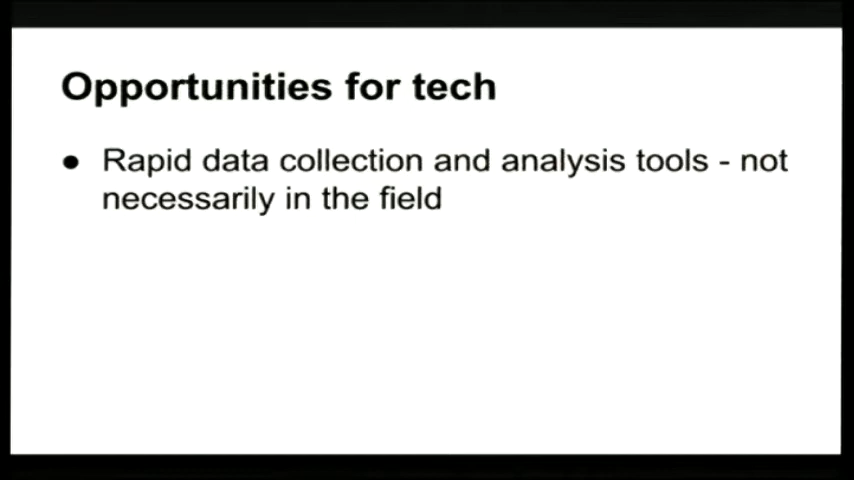 Opportunities for tech
● Rapid data collection and analysis tools - not
necessarily in the field